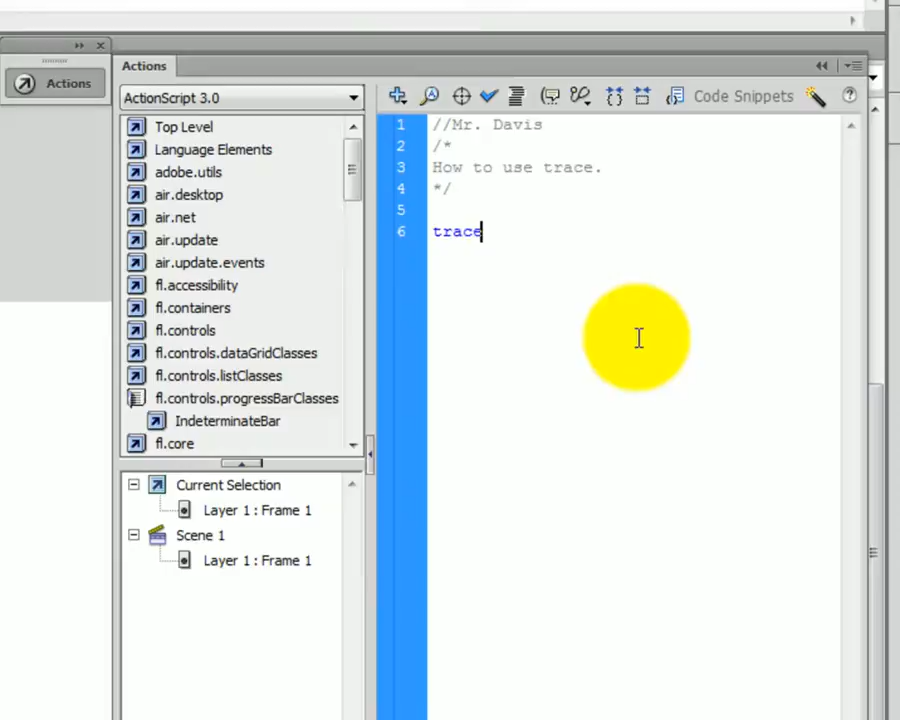 Actions
Actions
ActionScript 3.0
Code Snippets
Top Level
Language Elements
adobe.utils
air.desktop
air.net
air.update
air.update.events
fl.accessibility
fl.containers
fl.controls
fl.controls.dataGridClasses
fl.controls.listClasses
fl.controls.progressBarClasses
IndeterminateBar
fl.core
Current Selection
Layer 1 : Frame 1
Scene 1
Layer 1 : Frame 1
1 //Mr. Davis
2 /*
3 How to use trace.
4 */
5
6 trace